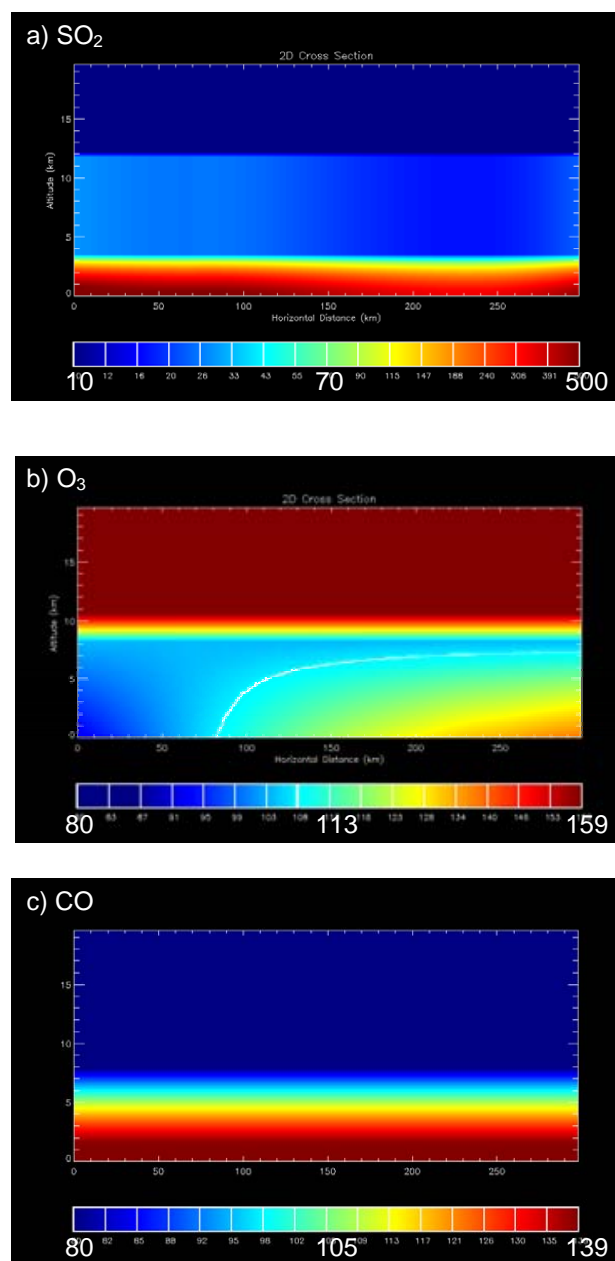 a) SO₂
2D Cross Section
Altitude (km)
15
10
5
0
0 50 100 150 200 250
Horizontal Distance (km)
12 16 20 26 33 43 55 90 115 147 188 240 306 391
10 70 500
b) O₃
2D Cross Section
Altitude (km)
15
10
5
0
0 50 100 150 200 250
Horizontal Distance (km)
91 95 99 103 108 118 123 128 134 140 146 153
80 113 159
c) CO
15
10
5
0
0 50 100 150 200 250
82 85 88 92 95 98 102 109 113 117 121 126 130 135
80 105 139